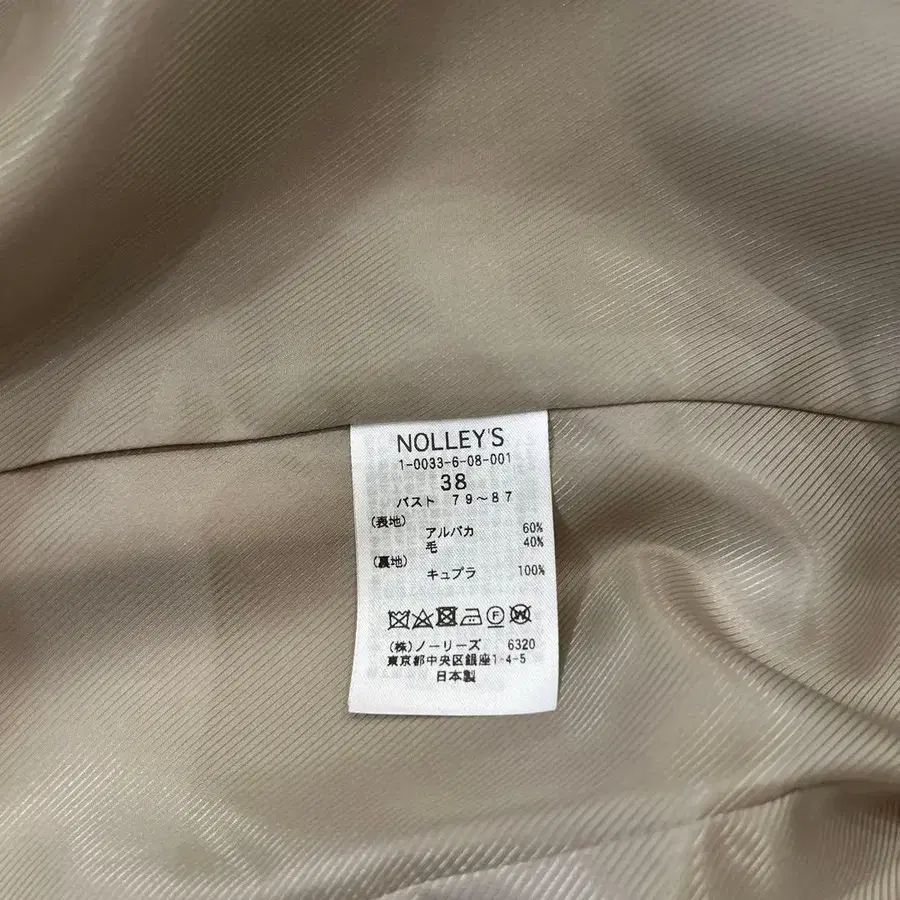 NOLLEY'S
1-0033-6-08-001
38
バスト 79～87
(表地)
アルパカ 60%
毛 40%
(裏地)
キュプラ 100%
(株)ノーリーズ 6320
東京都中央区銀座1-4-5
日本製